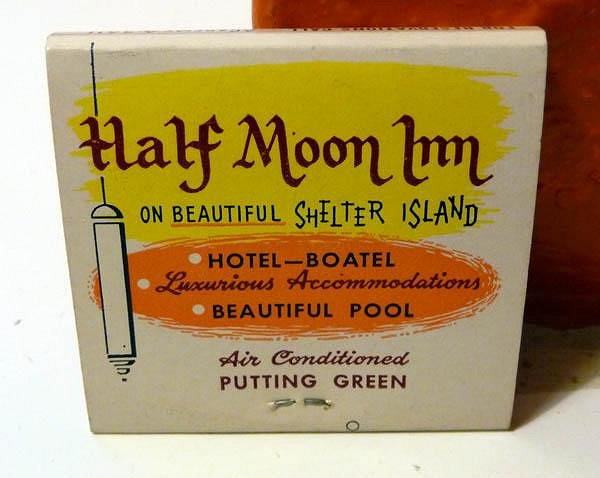 Half Moon Inn
ON BEAUTIFUL SHELTER ISLAND
HOTEL—BOATEL
Luxurious Accommodations
BEAUTIFUL POOL
Air Conditioned
PUTTING GREEN